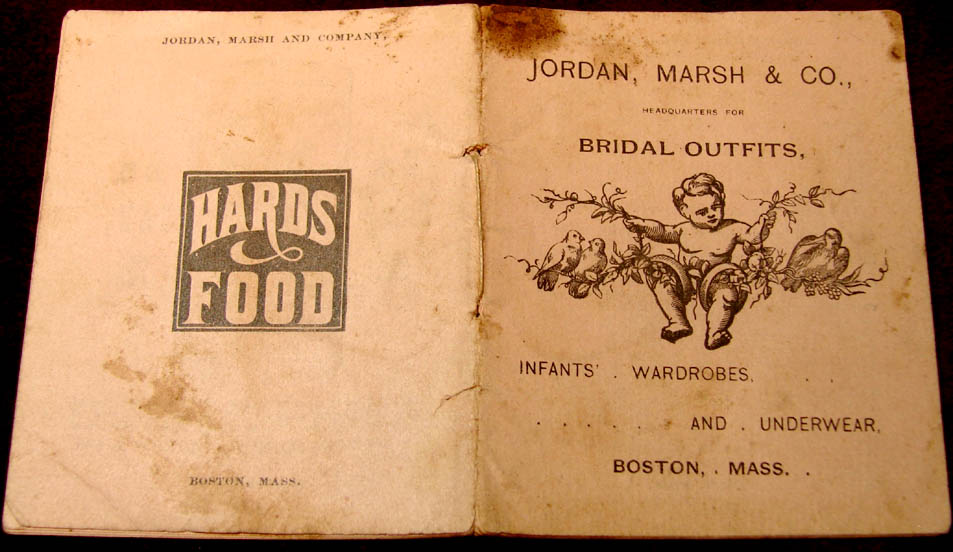 JORDAN, MARSH AND COMPANY,
HARDS
FOOD
BOSTON, MASS.
JORDAN, MARSH & CO.,
HEADQUARTERS FOR
BRIDAL OUTFITS,
INFANTS' . WARDROBES, . .
. . . . . . AND . UNDERWEAR,
BOSTON, . MASS. .